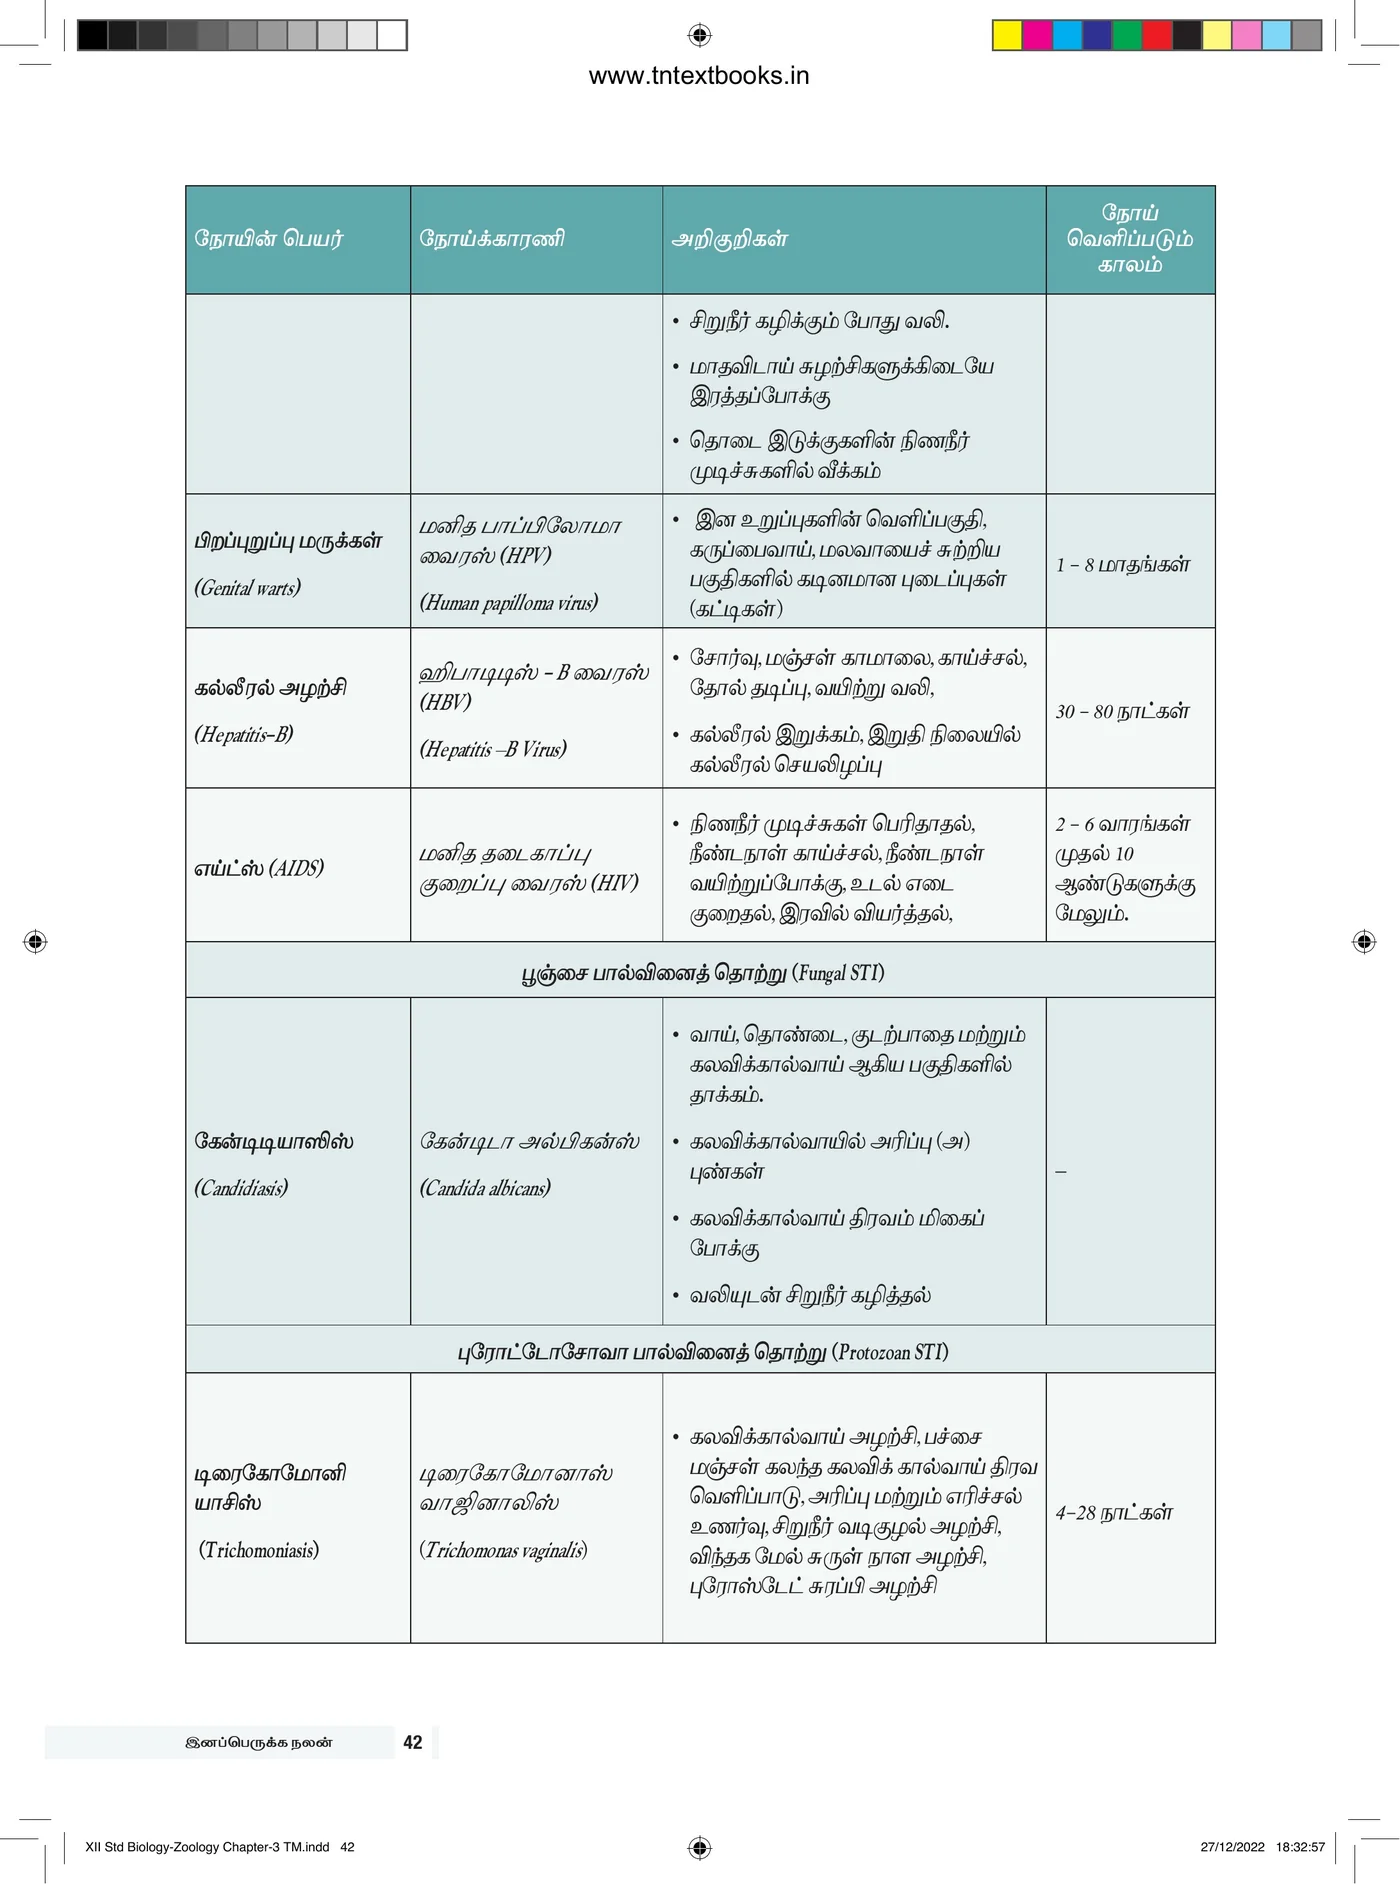 www.tntextbooks.in
நோயின் பெயர்
நோய்க்காரணி
அறிகுறிகள்
நோய்
வெளிப்படும்
காலம்
• சிறுநீர் கழிக்கும் போது வலி.
• மாதவிடாய் சுழற்சிகளுக்கிடையே
இரத்தப்போக்கு
• தொடை இடுக்குகளின் நிணநீர்
முடிச்சுகளில் வீக்கம்
பிறப்புறுப்பு மருக்கள்
(Genital warts)
மனித பாப்பிலோமா
வைரஸ் (HPV)
(Human papilloma virus)
• இன உறுப்புகளின் வெளிப்பகுதி,
கருப்பைவாய், மலவாயைச் சுற்றிய
பகுதிகளில் கடினமான புடைப்புகள்
(கட்டிகள்)
1 – 8 மாதங்கள்
கல்லீரல் அழற்சி
(Hepatitis-B)
ஹிபாடிடிஸ் – B வைரஸ்
(HBV)
(Hepatitis –B Virus)
• சோர்வு, மஞ்சள் காமாலை, காய்ச்சல்,
தோல் தடிப்பு, வயிற்று வலி,
• கல்லீரல் இறுக்கம், இறுதி நிலையில்
கல்லீரல் செயலிழப்பு
30 – 80 நாட்கள்
எய்ட்ஸ் (AIDS)
மனித தடைகாப்பு
குறைப்பு வைரஸ் (HIV)
• நிணநீர் முடிச்சுகள் பெரிதாதல்,
நீண்டநாள் காய்ச்சல், நீண்டநாள்
வயிற்றுப்போக்கு, உடல் எடை
குறைதல், இரவில் வியர்த்தல்,
2 – 6 வாரங்கள்
முதல் 10
ஆண்டுகளுக்கு
மேலும்.
பூஞ்சை பால்வினைத் தொற்று (Fungal STI)
கேன்டிடியாஸிஸ்
(Candidiasis)
கேன்டிடா அல்பிகன்ஸ்
(Candida albicans)
• வாய், தொண்டை, குடற்பாதை மற்றும்
கலவிக்கால்வாய் ஆகிய பகுதிகளில்
தாக்கம்.
• கலவிக்கால்வாயில் அரிப்பு (அ)
புண்கள்
• கலவிக்கால்வாய் திரவம் மிகைப்
போக்கு
• வலியுடன் சிறுநீர் கழித்தல்
–
புரோட்டோசோவா பால்வினைத் தொற்று (Protozoan STI)
டிரைகோமோனி
யாசிஸ்
(Trichomoniasis)
டிரைகோமோனாஸ்
வாஜினாலிஸ்
(Trichomonas vaginalis)
• கலவிக்கால்வாய் அழற்சி, பச்சை
மஞ்சள் கலந்த கலவிக் கால்வாய் திரவ
வெளிப்பாடு, அரிப்பு மற்றும் எரிச்சல்
உணர்வு, சிறுநீர் வடிகுழல் அழற்சி,
விந்தக மேல் சுருள் நாள அழற்சி,
புரோஸ்டேட் சுரப்பி அழற்சி
4-28 நாட்கள்
இனப்பெருக்க நலன் 42
XII Std Biology-Zoology Chapter-3 TM.indd 42
27/12/2022 18:32:57